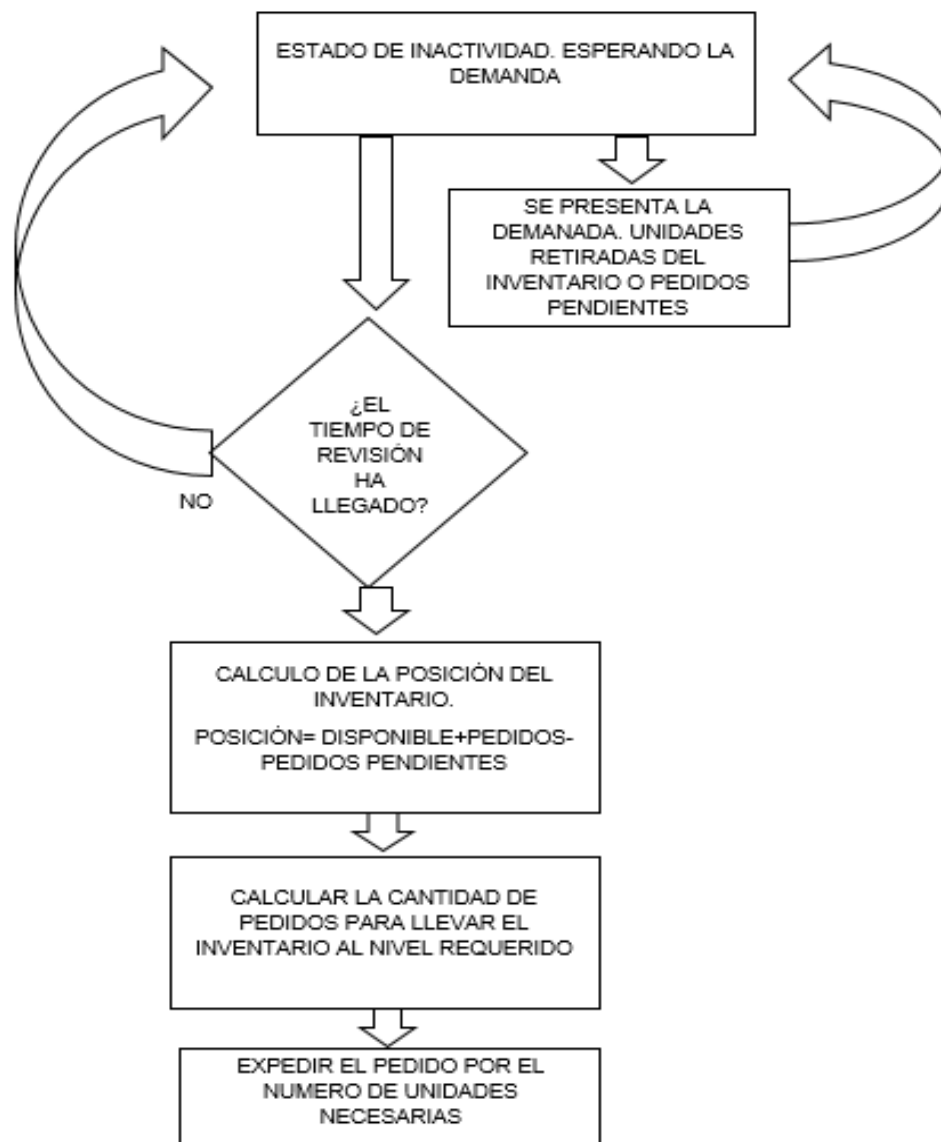 ESTADO DE INACTIVIDAD. ESPERANDO LA
DEMANDA
SE PRESENTA LA
DEMANADA. UNIDADES
RETIRADAS DEL
INVENTARIO O PEDIDOS
PENDIENTES
¿EL
TIEMPO DE
REVISIÓN
HA
LLEGADO?
NO
CALCULO DE LA POSICIÓN DEL
INVENTARIO.
POSICIÓN= DISPONIBLE+PEDIDOS-
PEDIDOS PENDIENTES
CALCULAR LA CANTIDAD DE
PEDIDOS PARA LLEVAR EL
INVENTARIO AL NIVEL REQUERIDO
EXPEDIR EL PEDIDO POR EL
NUMERO DE UNIDADES
NECESARIAS